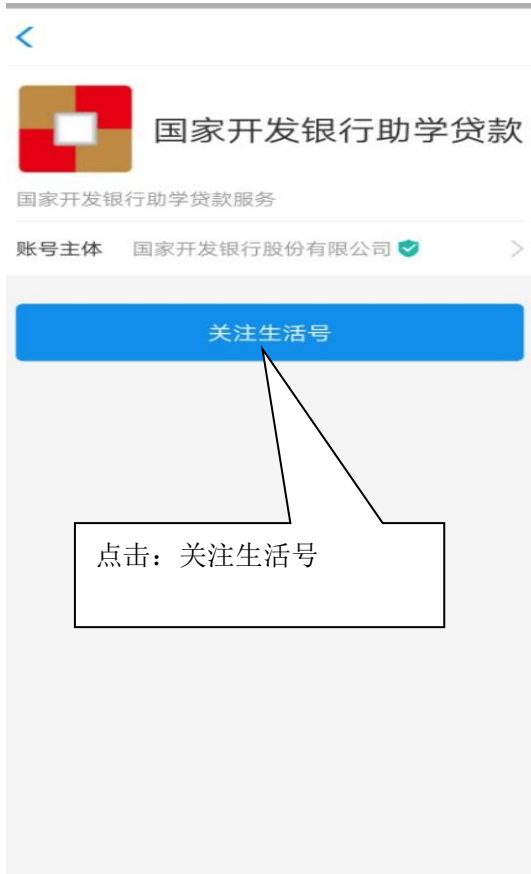 国家开发银行助学贷款
国家开发银行助学贷款服务
账号主体 国家开发银行股份有限公司
关注生活号
点击：关注生活号